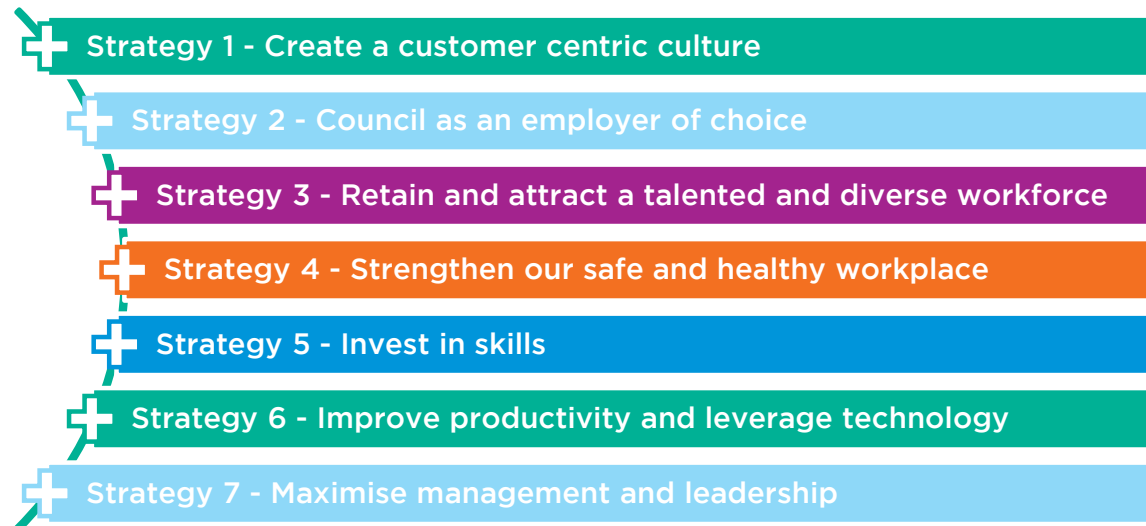 Strategy 1 - Create a customer centric culture
Strategy 2 - Council as an employer of choice
Strategy 3 - Retain and attract a talented and diverse workforce
Strategy 4 - Strengthen our safe and healthy workplace
Strategy 5 - Invest in skills
Strategy 6 - Improve productivity and leverage technology
Strategy 7 - Maximise management and leadership